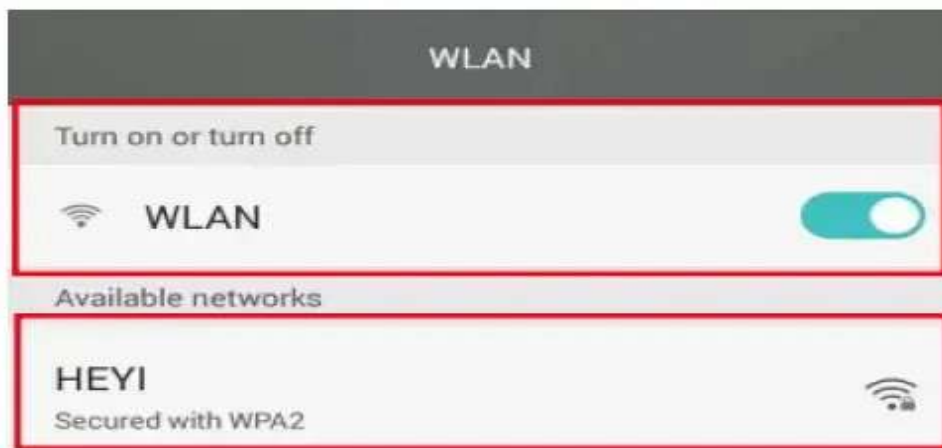 WLAN
Turn on or turn off
WLAN
Available networks
HEYI
Secured with WPA2